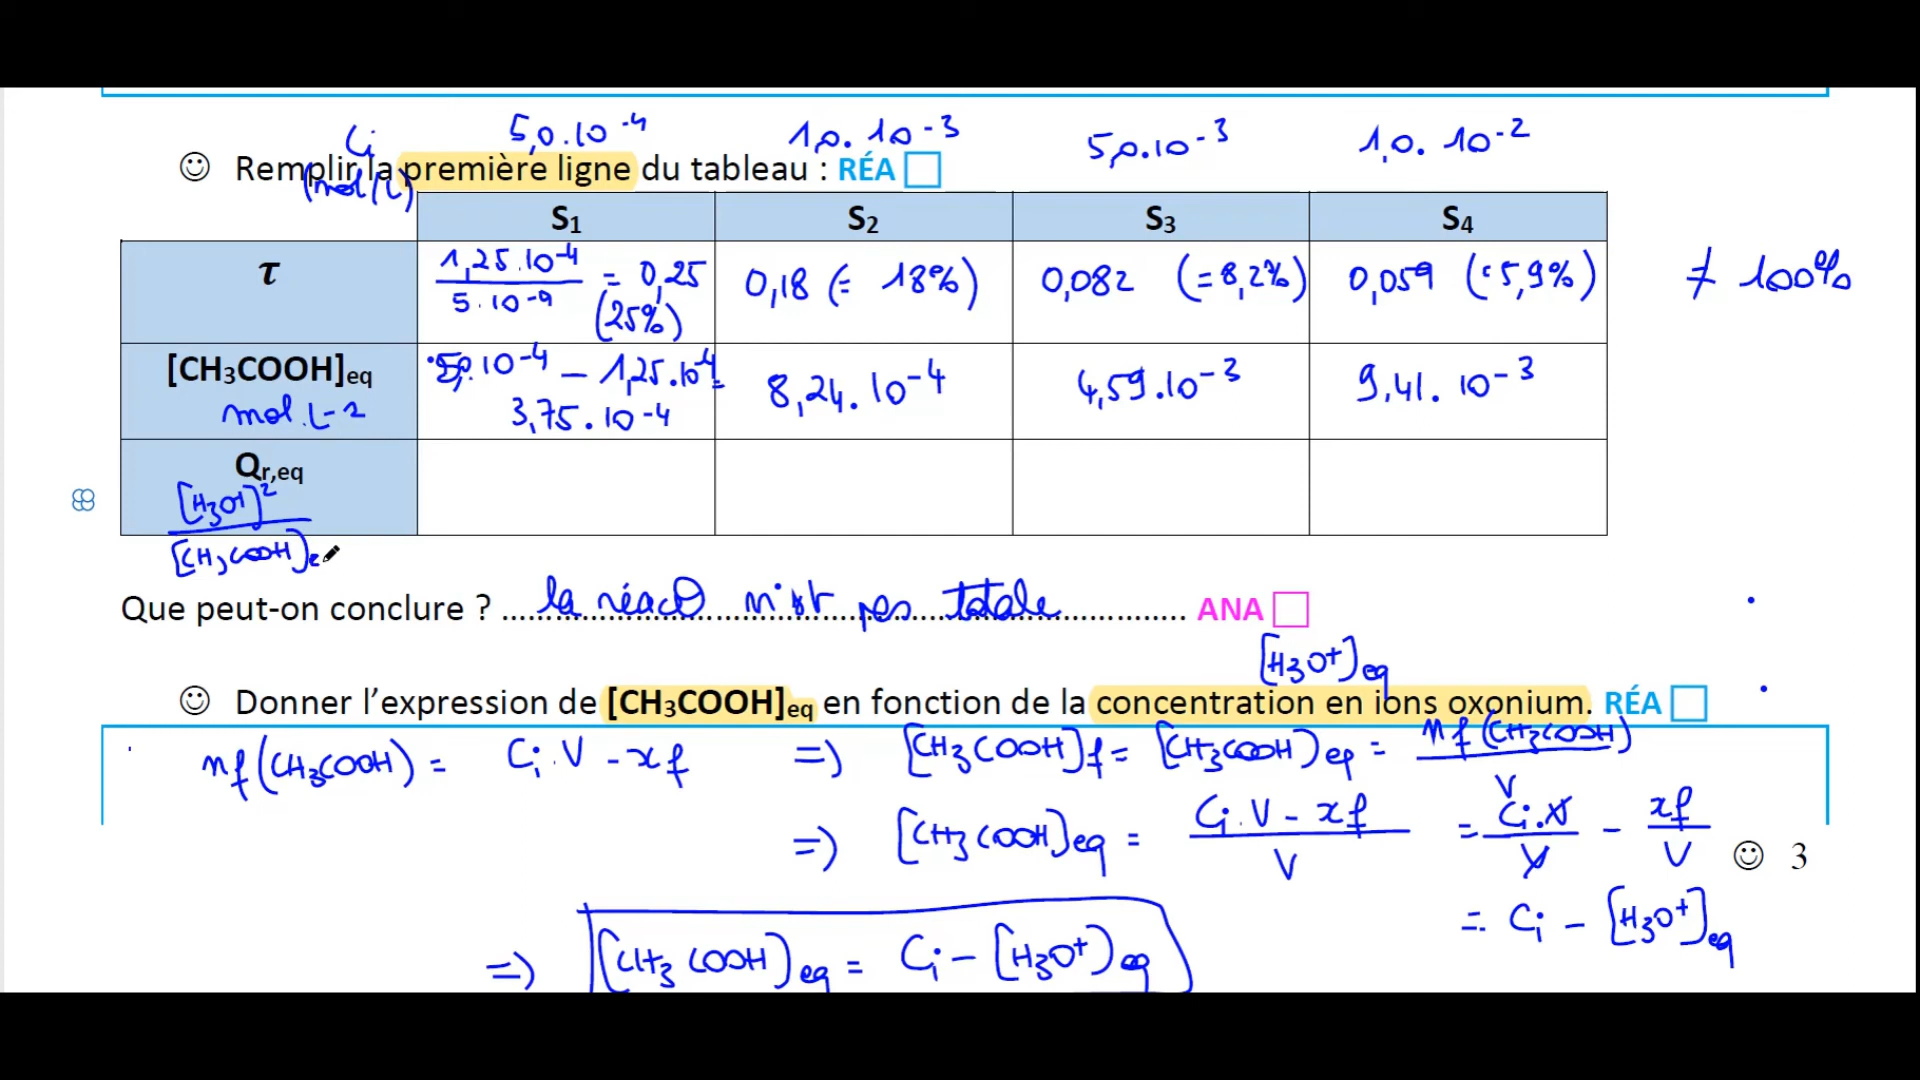 Ci 5,0.10⁻⁴ 1,0.10⁻³ 5,0.10⁻³ 1,0.10⁻²
☺ Remplir la première ligne du tableau : RÉA
(mol/L)
S₁ S₂ S₃ S₄
τ 1,25.10⁻⁴ / 5.10⁻⁴ = 0,25 (25%) 0,18 (= 18%) 0,082 (= 8,2%) 0,059 (= 5,9%) ≠ 100%
[CH₃COOH]eq 5,0.10⁻⁴ – 1,25.10⁻⁴ = 8,24.10⁻⁴ 4,59.10⁻³ 9,41.10⁻³
mol.L⁻¹ 3,75.10⁻⁴
Qr,eq
[H₃O⁺]²
[CH₃COOH]e
Que peut-on conclure ? la réact° n'est pas totale ANA
[H₃O⁺]eq
☺ Donner l’expression de [CH₃COOH]eq en fonction de la concentration en ions oxonium. RÉA
nf(CH₃COOH) = Ci.V – xf => [CH₃COOH]f = [CH₃COOH]eq = nf(CH₃COOH) / V
=> [CH₃COOH]eq = Ci.V – xf / V = Ci.V / V – xf / V
☺ 3
= Ci – [H₃O⁺]eq
=> [CH₃COOH]eq = Ci – [H₃O⁺]eq